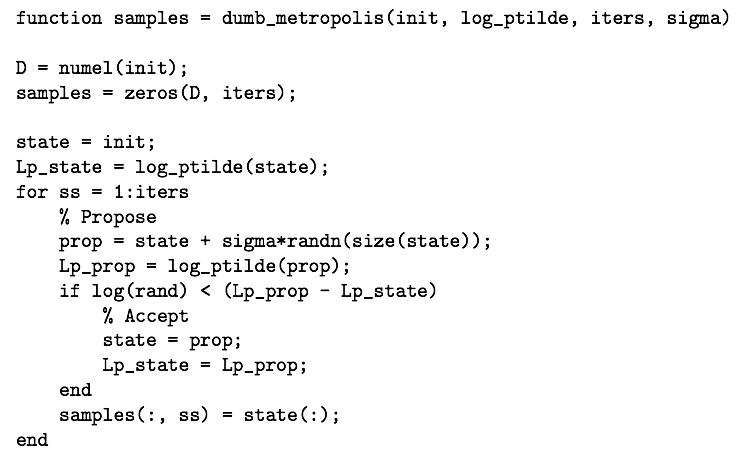 function samples = dumb_metropolis(init, log_ptilde, iters, sigma)

D = numel(init);
samples = zeros(D, iters);

state = init;
Lp_state = log_ptilde(state);
for ss = 1:iters
    % Propose
    prop = state + sigma*randn(size(state));
    Lp_prop = log_ptilde(prop);
    if log(rand) < (Lp_prop - Lp_state)
        % Accept
        state = prop;
        Lp_state = Lp_prop;
    end
    samples(:, ss) = state(:);
end